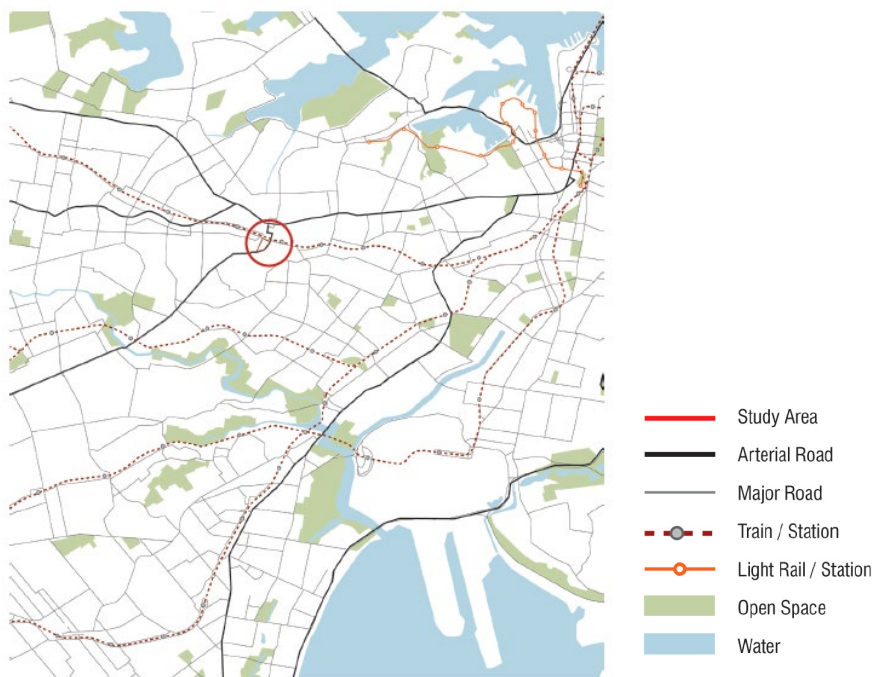 Study Area
Arterial Road
Major Road
Train / Station
Light Rail / Station
Open Space
Water